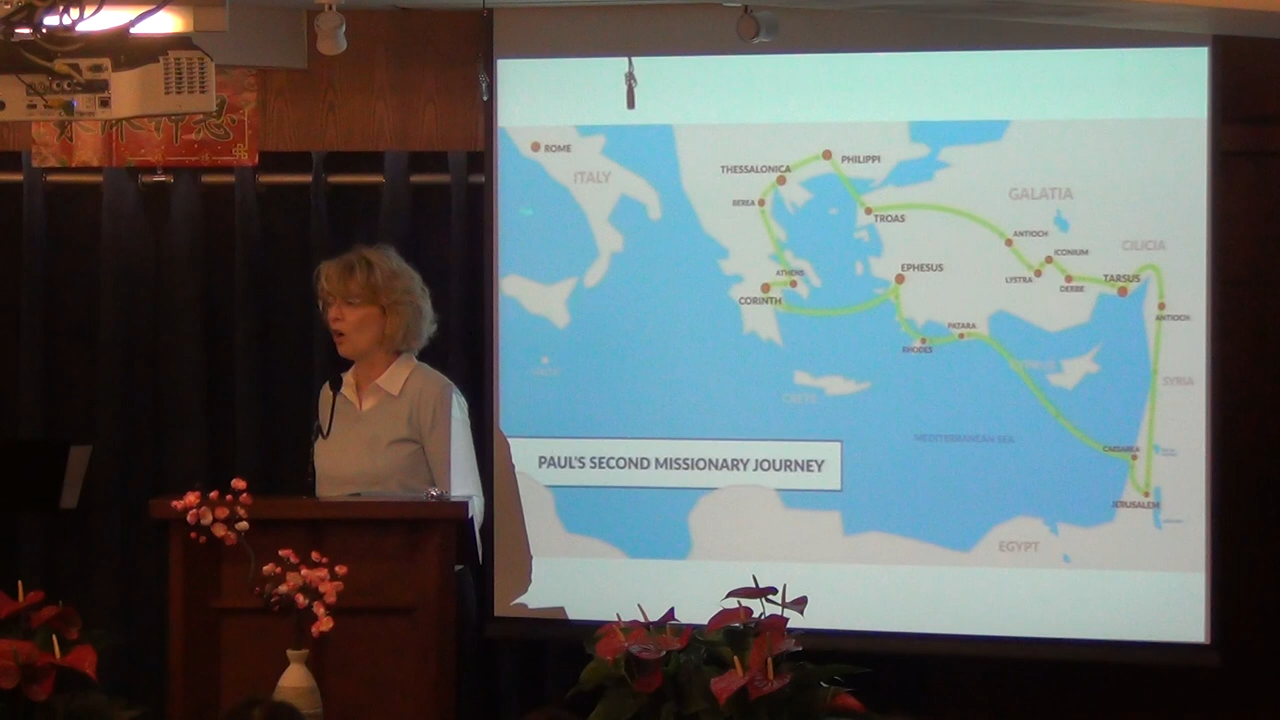 ROME
ITALY
THESSALONICA
PHILIPPI
BEREA
TROAS
GALATIA
ANTIOCH
ICONIUM
CILICIA
LYSTRA
DERBE
TARSUS
ATHENS
EPHESUS
CORINTH
ANTIOCH
RHODES
PATARA
SYRIA
CRETE
MEDITERRANEAN SEA
CAESAREA
PAUL'S SECOND MISSIONARY JOURNEY
JERUSALEM
EGYPT